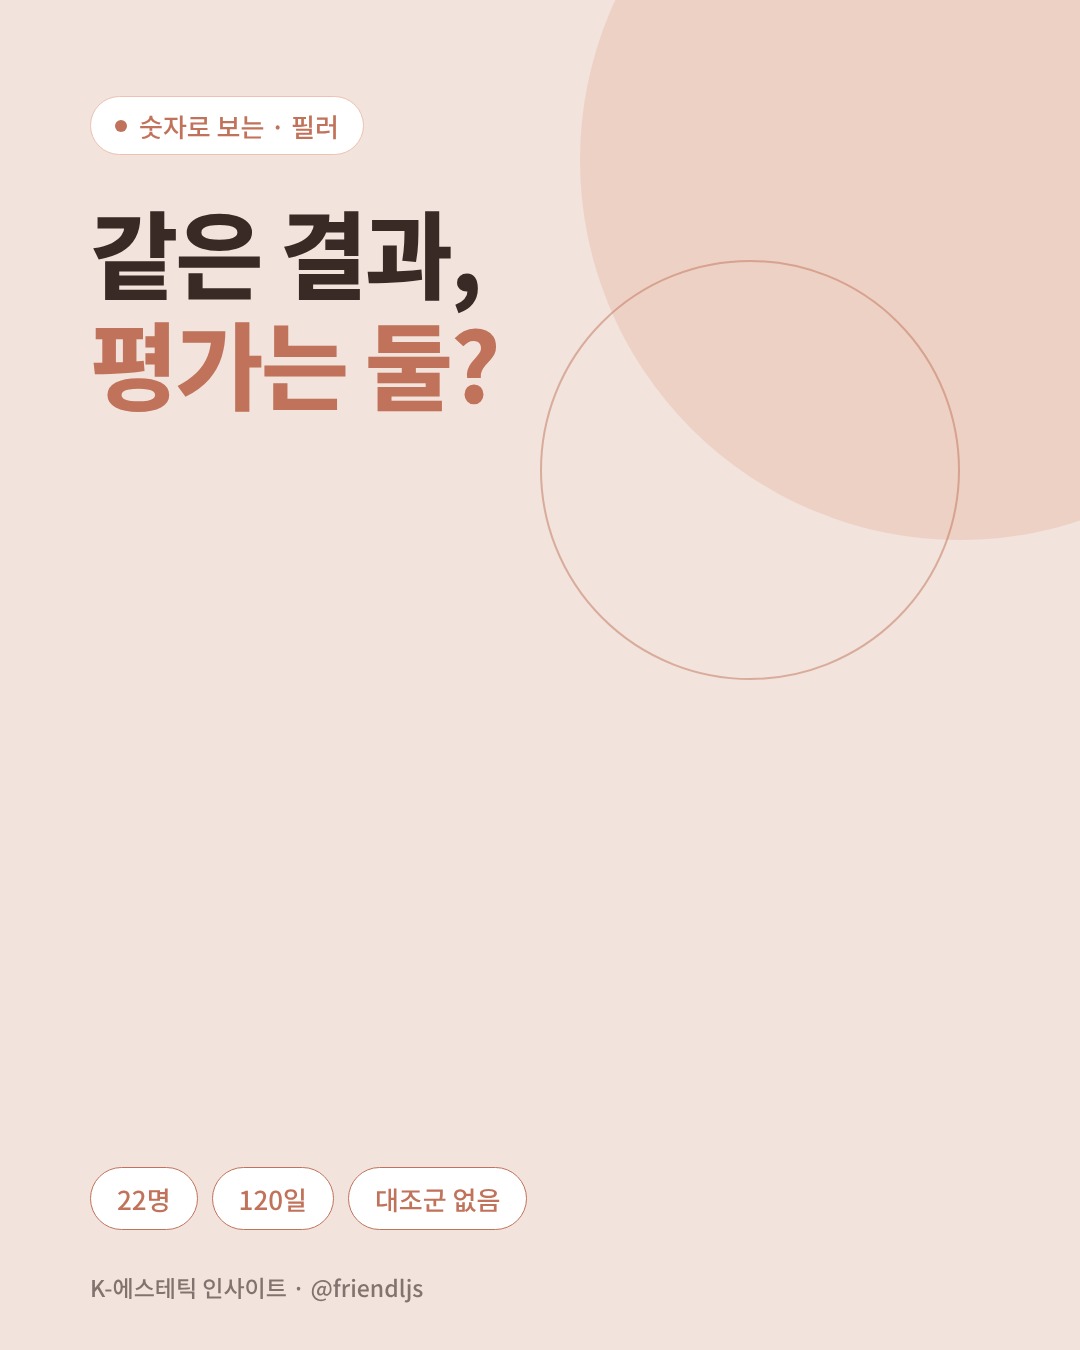 숫자로 보는 · 필러
같은 결과,
평가는 둘?
22명 120일 대조군 없음
K-에스테틱 인사이트 · @friendljs